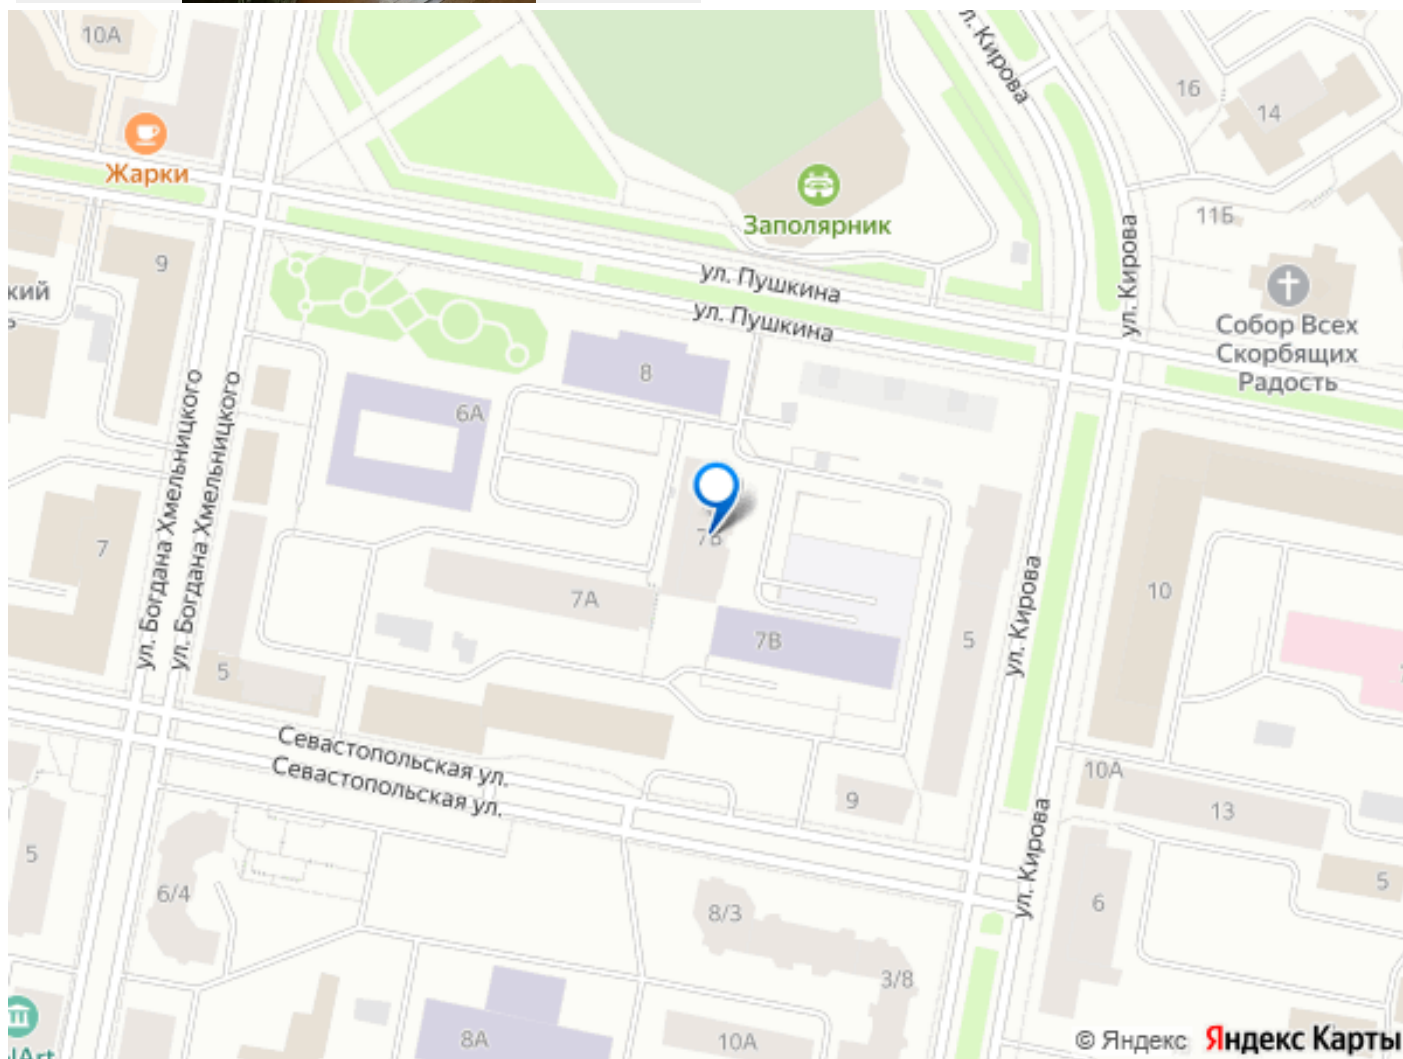 10А
ул. Кирова
16
14
Жарки
Заполярник
11Б
ул. Кирова
9
ул. Пушкина
ул. Пушкина
кий
Собор Всех
Скорбящих
Радость
8
6А
ул. Богдана Хмельницкого
ул. Богдана Хмельницкого
7
7Б
7А
7В
5
ул. Кирова
10
5
Севастопольская ул.
Севастопольская ул.
10А
9
13
ул. Кирова
5
5
6/4
8/3
6
3/8
8А
10А
© Яндекс Яндекс Карты